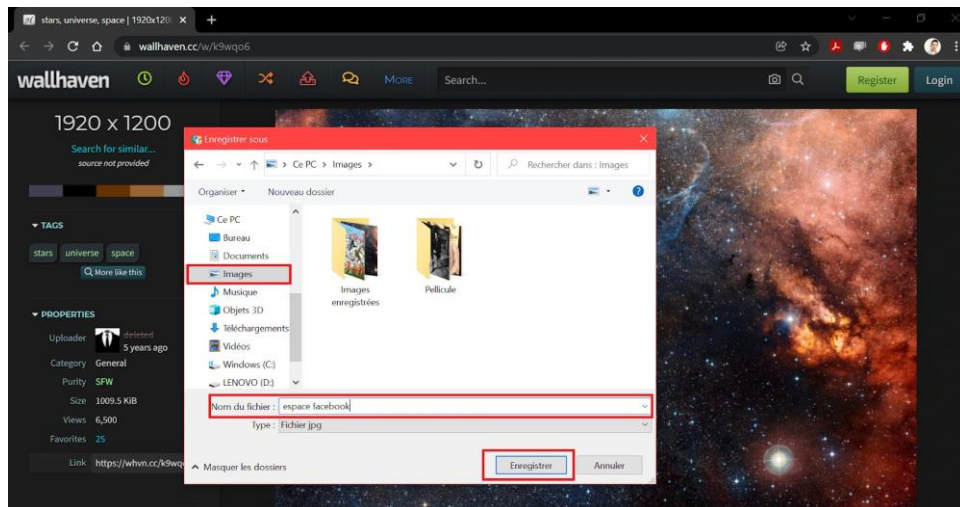 stars, universe, space | 1920x120
wallhaven.cc/w/k9wqo6
wallhaven
More
Search...
Register
Login
1920 x 1200
Search for similar...
source not provided
TAGS
stars universe space
More like this
PROPERTIES
Uploader deleted
5 years ago
Category General
Purity SFW
Size 1009.5 KiB
Views 6,500
Favorites 25
Link https://whvn.cc/k9wq
Enregistrer sous
Ce PC > Images >
Rechercher dans : Images
Organiser
Nouveau dossier
Ce PC
Bureau
Documents
Images
Musique
Objets 3D
Téléchargements
Vidéos
Windows (C:)
LENOVO (D:)
Images
enregistrées
Pellicule
Nom du fichier : espace facebook
Type : Fichier jpg
Masquer les dossiers
Enregistrer
Annuler